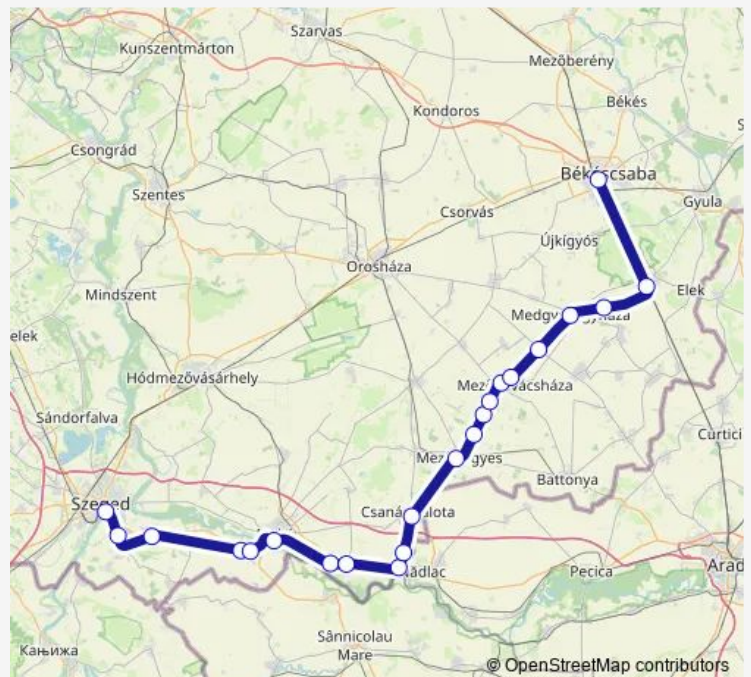 Szarvas
Kunszentmárton
Mezőberény
Békés
Kondoros
Csongrád
Békéscsaba
Szentes
Gyula
Csorvás
Újkígyós
Orosháza
Elek
Mindszent
elek
Hódmezővásárhely
Sándorfalva
Curtici
Battonya
Szeged
Pecica
Arad
Sânnicolau
Mare
Кањижа
© OpenStreetMap contributors